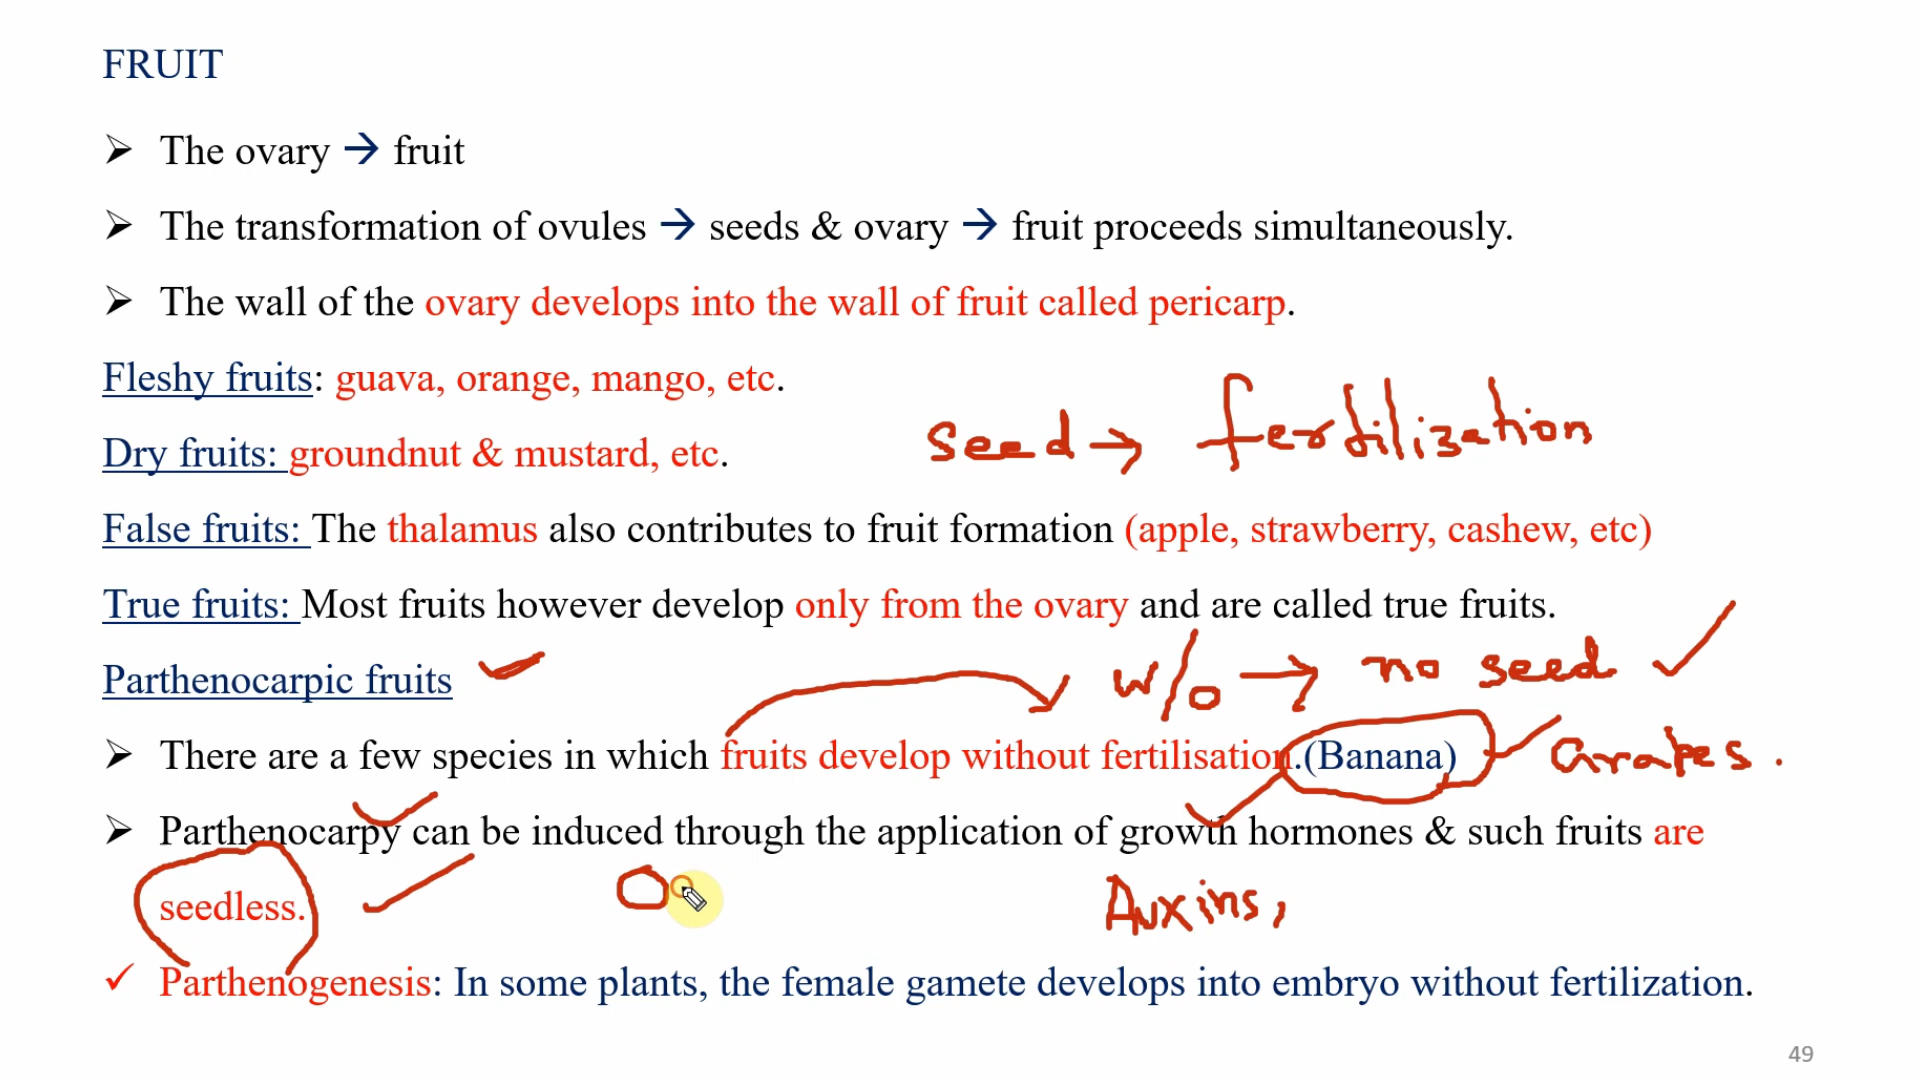 FRUIT
➢ The ovary → fruit
➢ The transformation of ovules → seeds & ovary → fruit proceeds simultaneously.
➢ The wall of the ovary develops into the wall of fruit called pericarp.
Fleshy fruits: guava, orange, mango, etc.
seed → fertilization
Dry fruits: groundnut & mustard, etc.
False fruits: The thalamus also contributes to fruit formation (apple, strawberry, cashew, etc)
True fruits: Most fruits however develop only from the ovary and are called true fruits.
Parthenocarpic fruits
w/o → no seed
➢ There are a few species in which fruits develop without fertilisation.(Banana)
Grapes.
➢ Parthenocarpy can be induced through the application of growth hormones & such fruits are
seedless.
Auxins,
✓ Parthenogenesis: In some plants, the female gamete develops into embryo without fertilization.
49